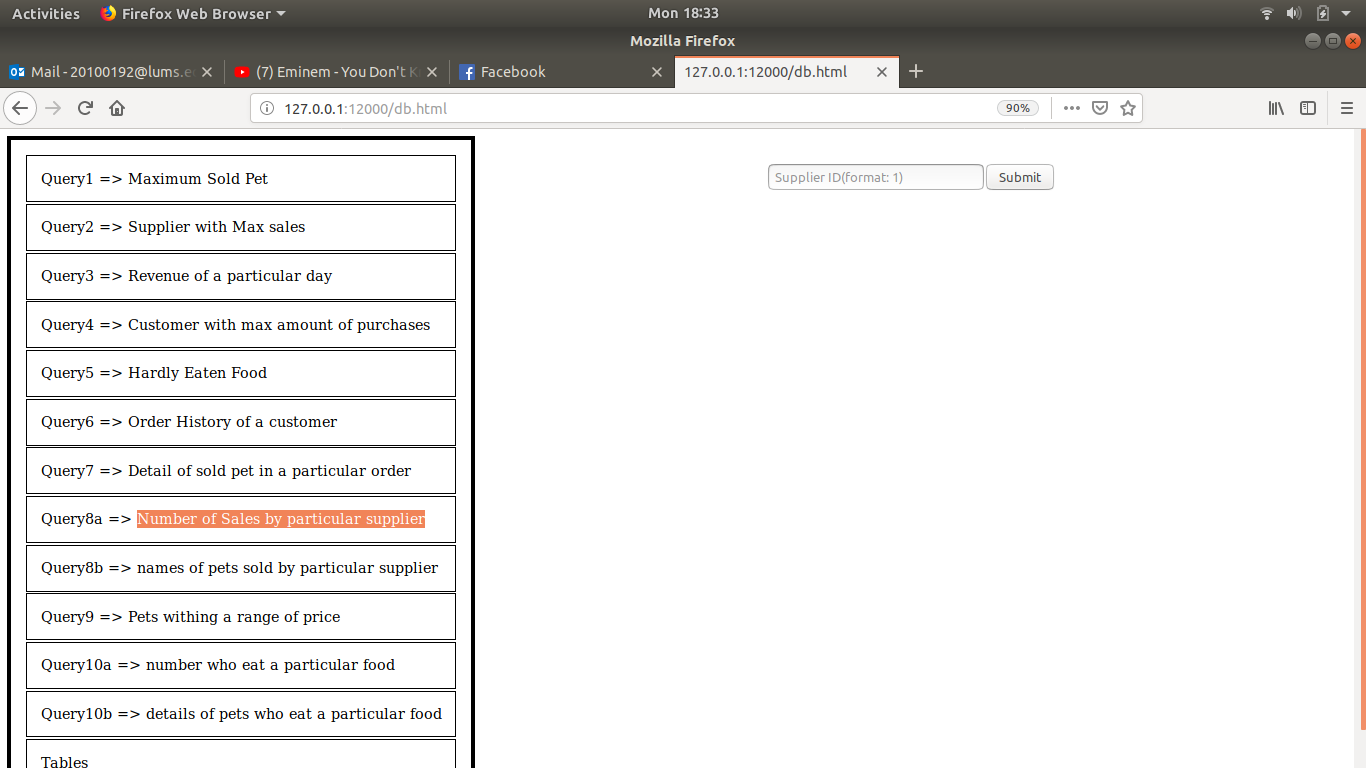 Activities Firefox Web Browser Mon 18:33
Mozilla Firefox
Mail - 20100192@lums.e (7) Eminem - You Don't K Facebook 127.0.0.1:12000/db.html
127.0.0.1:12000/db.html 90%
Query1 => Maximum Sold Pet
Supplier ID(format: 1) Submit
Query2 => Supplier with Max sales
Query3 => Revenue of a particular day
Query4 => Customer with max amount of purchases
Query5 => Hardly Eaten Food
Query6 => Order History of a customer
Query7 => Detail of sold pet in a particular order
Query8a => Number of Sales by particular supplier
Query8b => names of pets sold by particular supplier
Query9 => Pets withing a range of price
Query10a => number who eat a particular food
Query10b => details of pets who eat a particular food
Tables